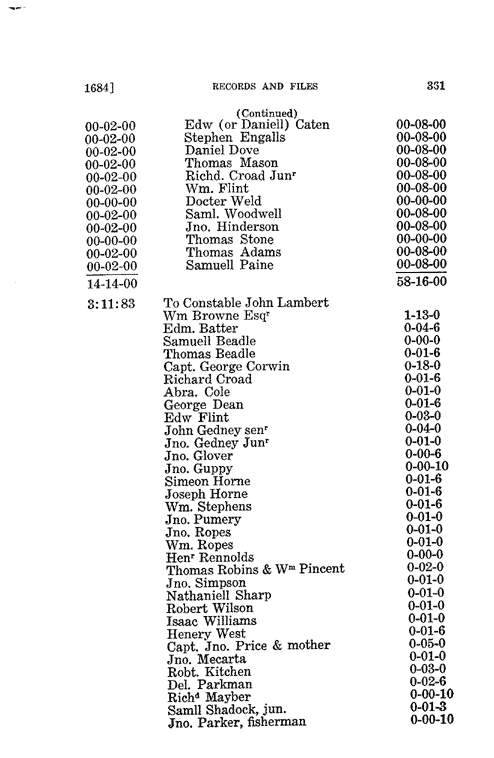 1684] RECORDS AND FILES 331
(Continued)
00-02-00 Edw (or Daniell) Caten 00-08-00
00-02-00 Stephen Engalls 00-08-00
00-02-00 Daniel Dove 00-08-00
00-02-00 Thomas Mason 00-08-00
00-02-00 Richd. Croad Junʳ 00-08-00
00-02-00 Wm. Flint 00-08-00
00-00-00 Docter Weld 00-00-00
00-02-00 Saml. Woodwell 00-08-00
00-02-00 Jno. Hinderson 00-08-00
00-00-00 Thomas Stone 00-00-00
00-02-00 Thomas Adams 00-08-00
00-02-00 Samuell Paine 00-08-00
14-14-00 58-16-00
3:11:83 To Constable John Lambert
Wm Browne Esqʳ 1-13-0
Edm. Batter 0-04-6
Samuell Beadle 0-00-0
Thomas Beadle 0-01-6
Capt. George Corwin 0-18-0
Richard Croad 0-01-6
Abra. Cole 0-01-0
George Dean 0-01-6
Edw Flint 0-03-0
John Gedney senʳ 0-04-0
Jno. Gedney Junʳ 0-01-0
Jno. Glover 0-00-6
Jno. Guppy 0-00-10
Simeon Horne 0-01-6
Joseph Horne 0-01-6
Wm. Stephens 0-01-6
Jno. Pumery 0-01-0
Jno. Ropes 0-01-0
Wm. Ropes 0-01-0
Henʳ Rennolds 0-00-0
Thomas Robins & Wᵐ Pincent 0-02-0
Jno. Simpson 0-01-0
Nathaniell Sharp 0-01-0
Robert Wilson 0-01-0
Isaac Williams 0-01-0
Henery West 0-01-6
Capt. Jno. Price & mother 0-05-0
Jno. Mecarta 0-01-0
Robt. Kitchen 0-03-0
Del. Parkman 0-02-6
Richᵈ Mayber 0-00-10
Samll Shadock, jun. 0-01-3
Jno. Parker, fisherman 0-00-10